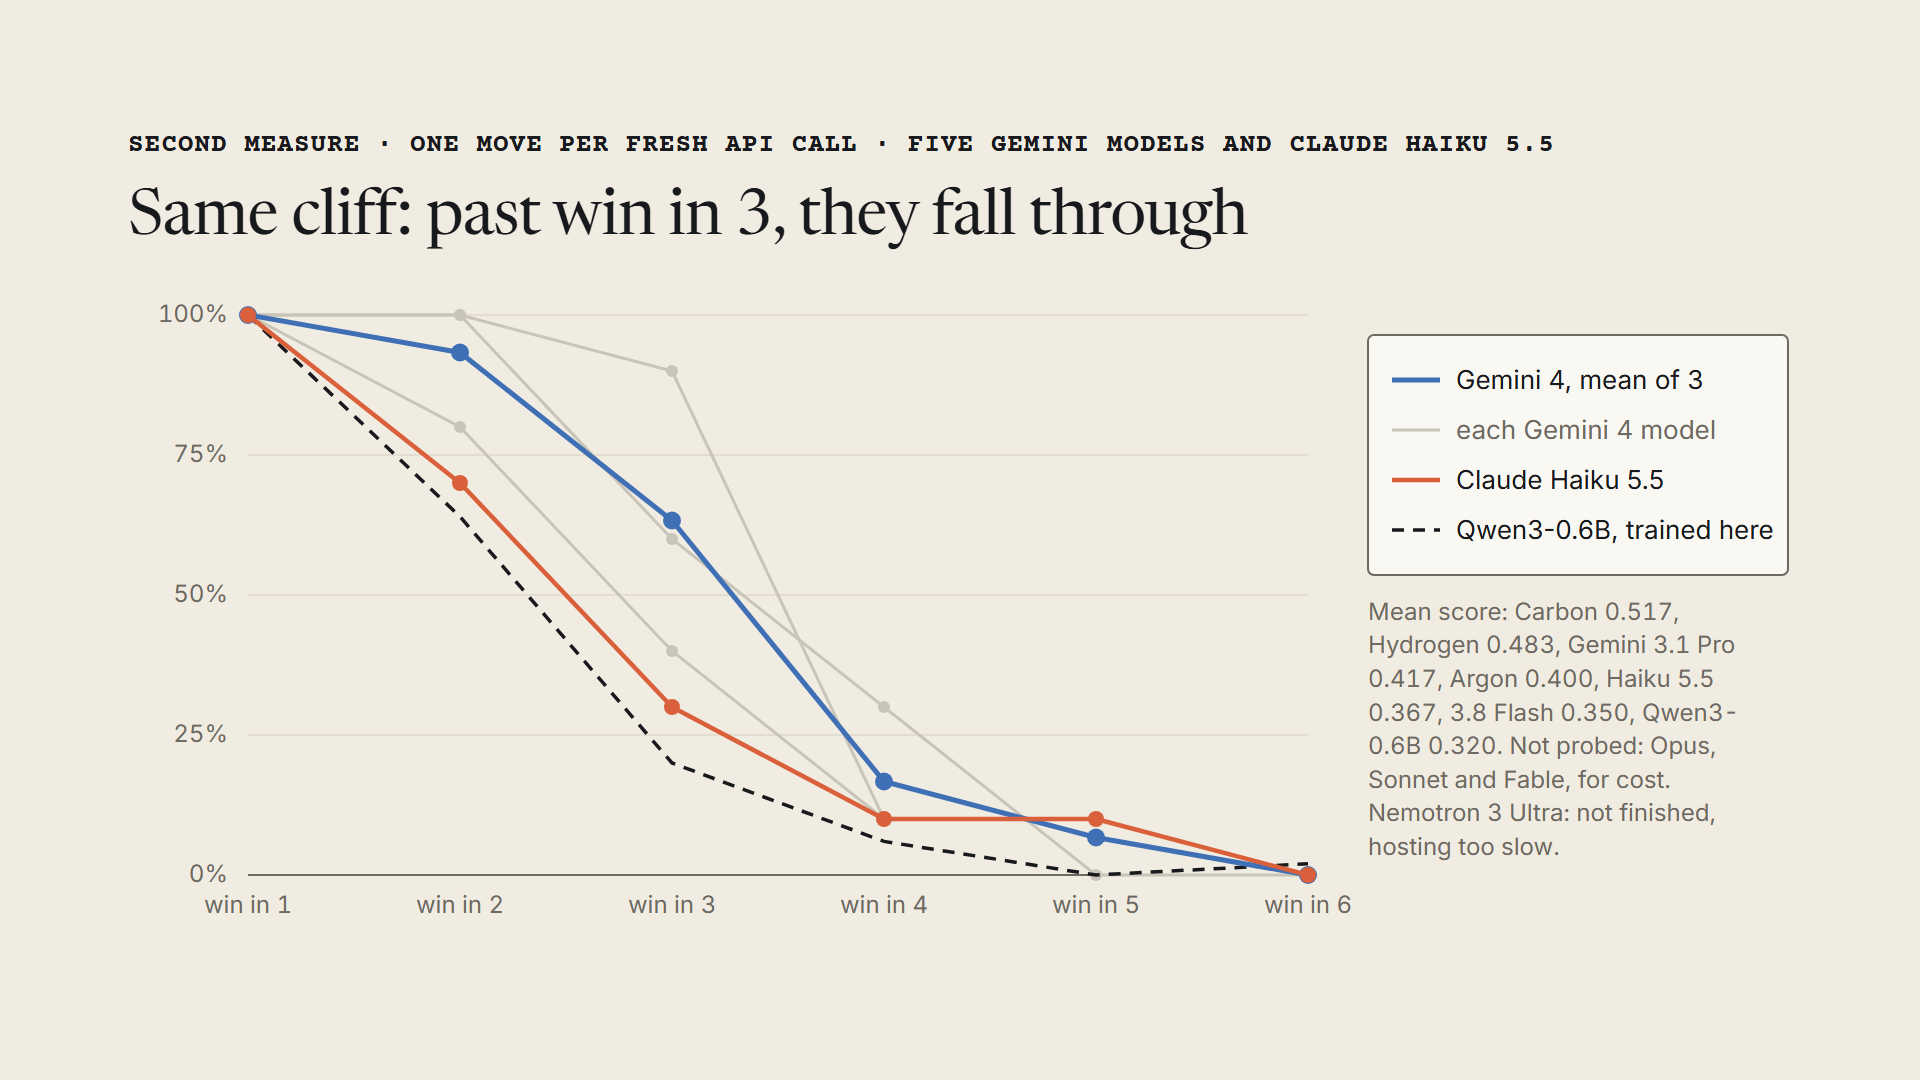 SECOND MEASURE · ONE MOVE PER FRESH API CALL · FIVE GEMINI MODELS AND CLAUDE HAIKU 5.5
Same cliff: past win in 3, they fall through
100%
75%
50%
25%
0%
win in 1
win in 2
win in 3
win in 4
win in 5
win in 6
Gemini 4, mean of 3
each Gemini 4 model
Claude Haiku 5.5
Qwen3-0.6B, trained here
Mean score: Carbon 0.517,
Hydrogen 0.483, Gemini 3.1 Pro
0.417, Argon 0.400, Haiku 5.5
0.367, 3.8 Flash 0.350, Qwen3-
0.6B 0.320. Not probed: Opus,
Sonnet and Fable, for cost.
Nemotron 3 Ultra: not finished,
hosting too slow.